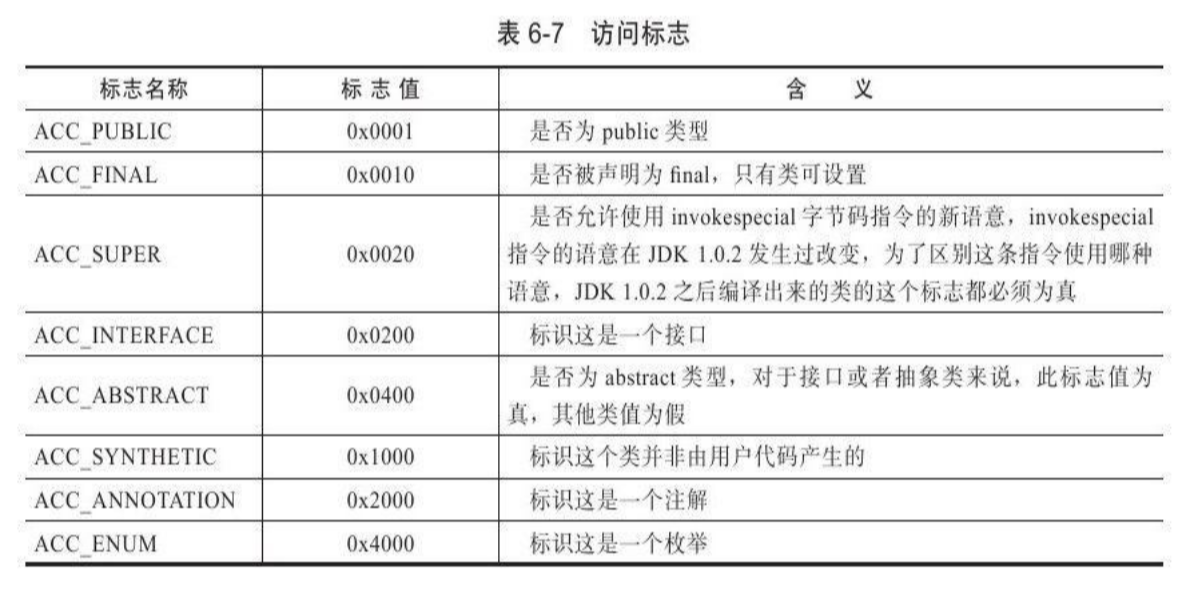 表 6-7 访问标志
标志名称 标 志 值 含 义
ACC_PUBLIC 0x0001 是否为 public 类型
ACC_FINAL 0x0010 是否被声明为 final，只有类可设置
是否允许使用 invokespecial 字节码指令的新语意，invokespecial
ACC_SUPER 0x0020 指令的语意在 JDK 1.0.2 发生过改变，为了区别这条指令使用哪种
语意，JDK 1.0.2 之后编译出来的类的这个标志都必须为真
ACC_INTERFACE 0x0200 标识这是一个接口
ACC_ABSTRACT 0x0400 是否为 abstract 类型，对于接口或者抽象类来说，此标志值为
真，其他类值为假
ACC_SYNTHETIC 0x1000 标识这个类并非由用户代码产生的
ACC_ANNOTATION 0x2000 标识这是一个注解
ACC_ENUM 0x4000 标识这是一个枚举